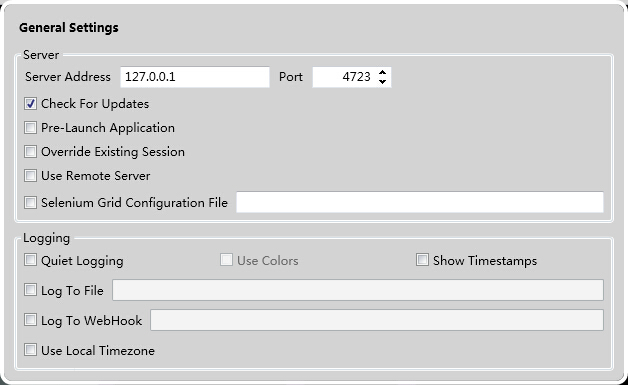 General Settings
Server
Server Address 127.0.0.1 Port 4723
Check For Updates
Pre-Launch Application
Override Existing Session
Use Remote Server
Selenium Grid Configuration File
Logging
Quiet Logging Use Colors Show Timestamps
Log To File
Log To WebHook
Use Local Timezone